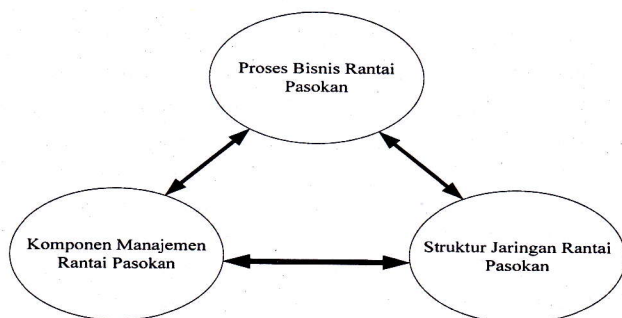 Proses Bisnis Rantai
Pasokan
Komponen Manajemen
Rantai Pasokan
Struktur Jaringan Rantai
Pasokan